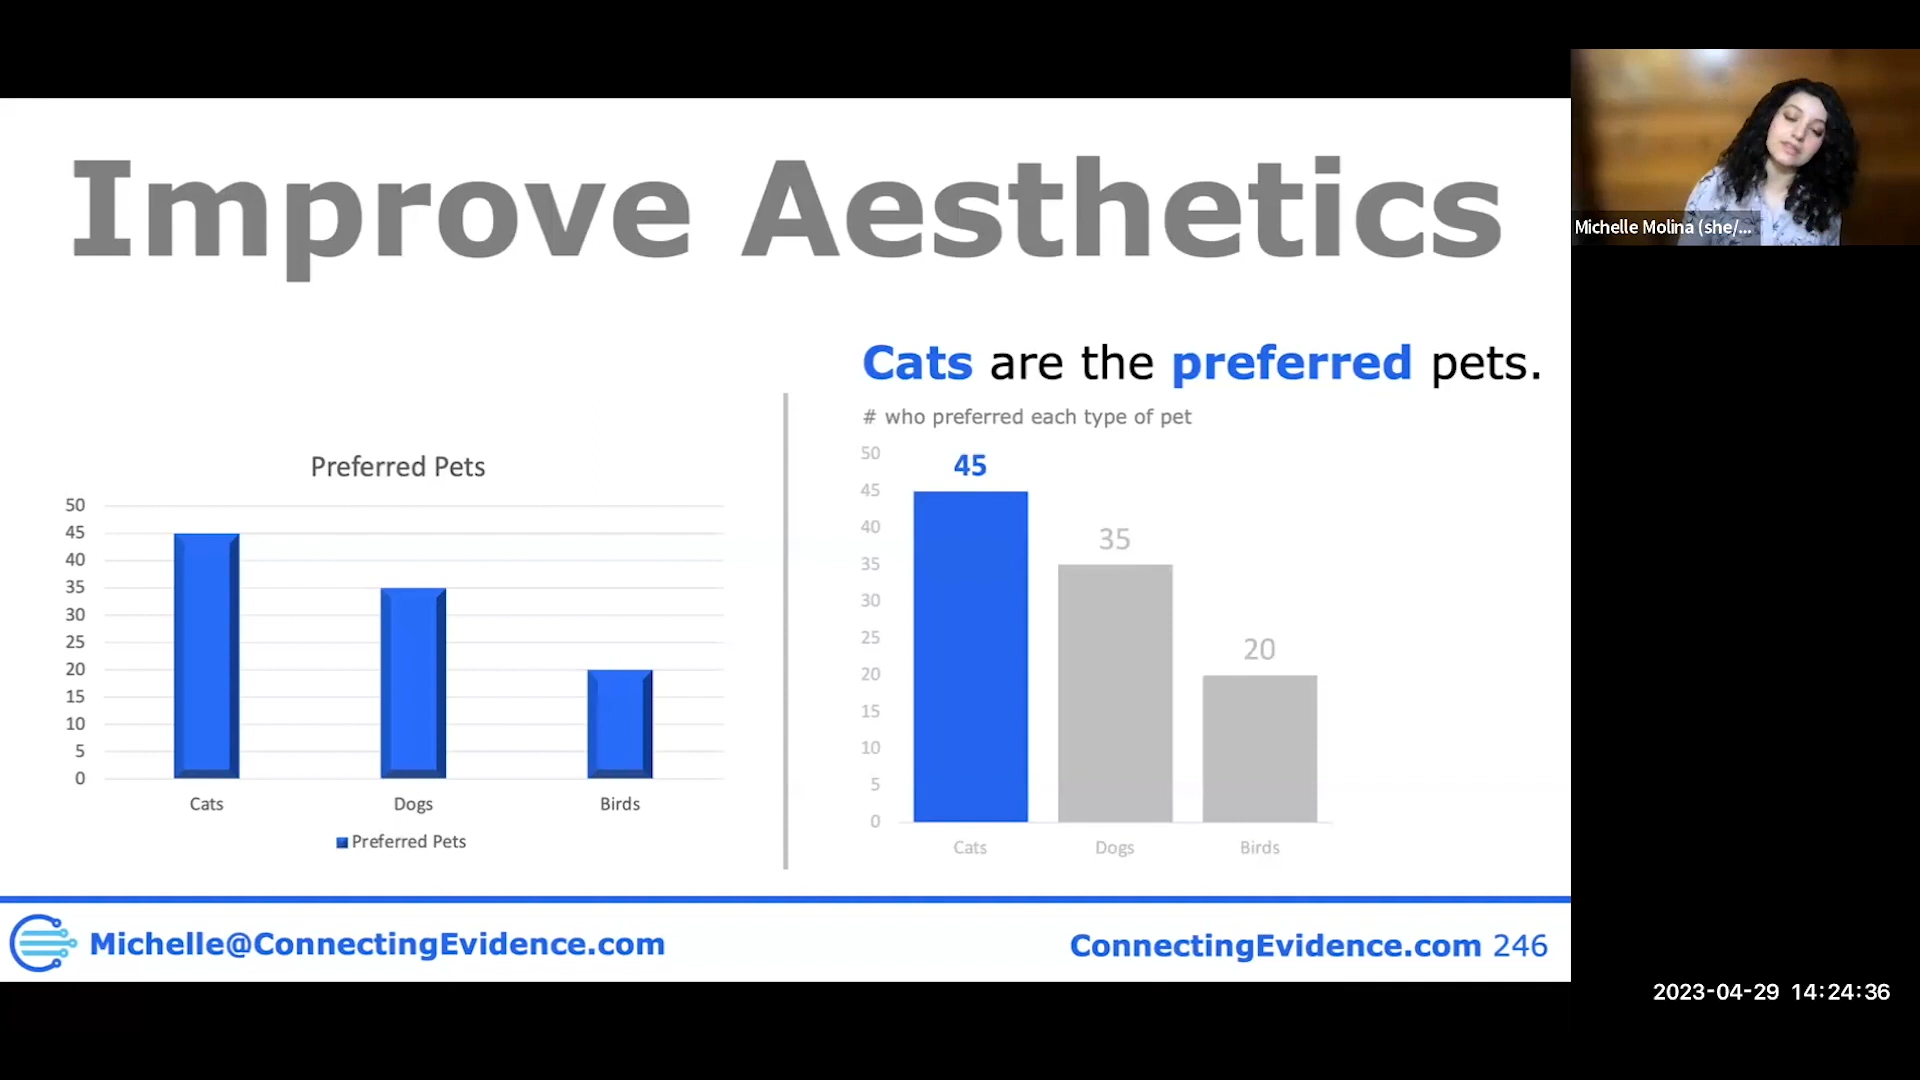 Improve Aesthetics
Preferred Pets
50
45
40
35
30
25
20
15
10
5
0
Cats Dogs Birds
Preferred Pets
Cats are the preferred pets.
# who preferred each type of pet
50
45
40
35
30
25
20
15
10
5
0
45
35
20
Cats Dogs Birds
Michelle@ConnectingEvidence.com
ConnectingEvidence.com 246
Michelle Molina (she/...
2023-04-29 14:24:36